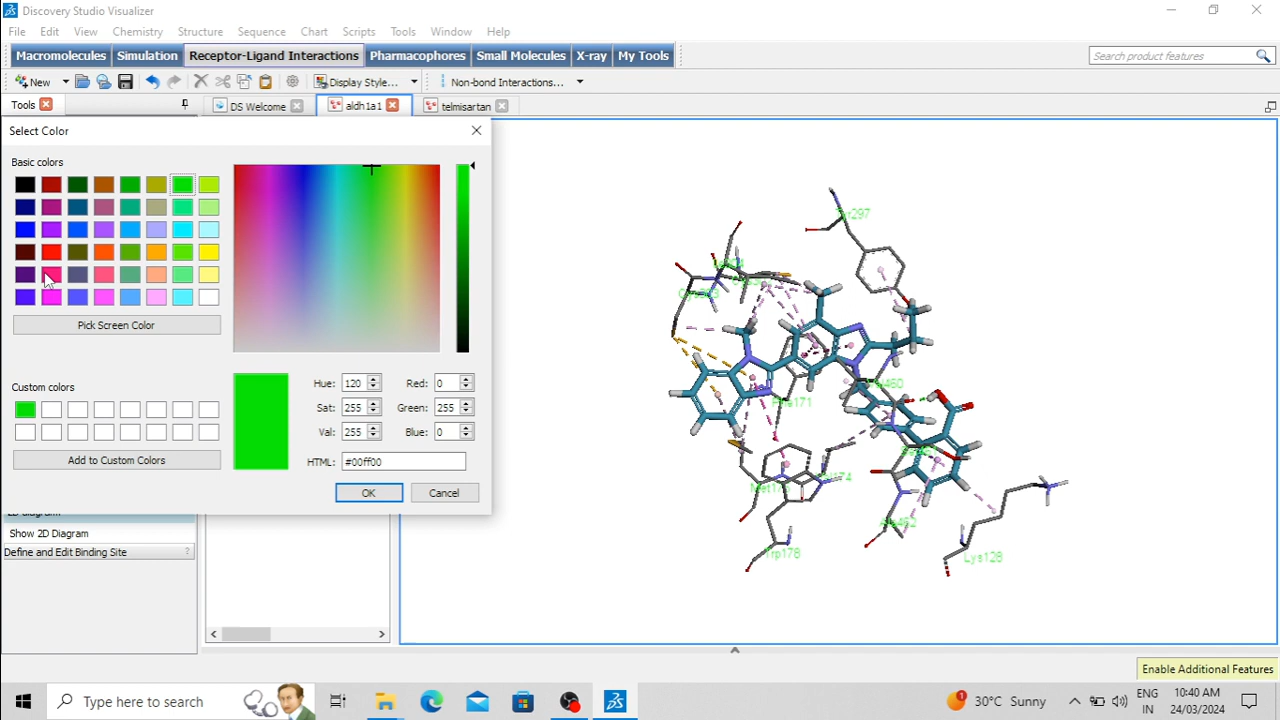 Discovery Studio Visualizer
File Edit View Chemistry Structure Sequence Chart Scripts Tools Window Help
Macromolecules Simulation Receptor-Ligand Interactions Pharmacophores Small Molecules X-ray My Tools
Search product features
New Display Style... Non-bond Interactions...
Tools DS Welcome aldh1a1 telmisartan
Select Color
Basic colors
Pick Screen Color
Custom colors
Hue: 120 Red: 0
Sat: 255 Green: 255
Val: 255 Blue: 0
HTML: #00ff00
Add to Custom Colors
OK Cancel
Show 2D Diagram
Define and Edit Binding Site ?
Trp178
Lys128
Enable Additional Features
Type here to search
30°C Sunny
ENG
IN
10:40 AM
24/03/2024